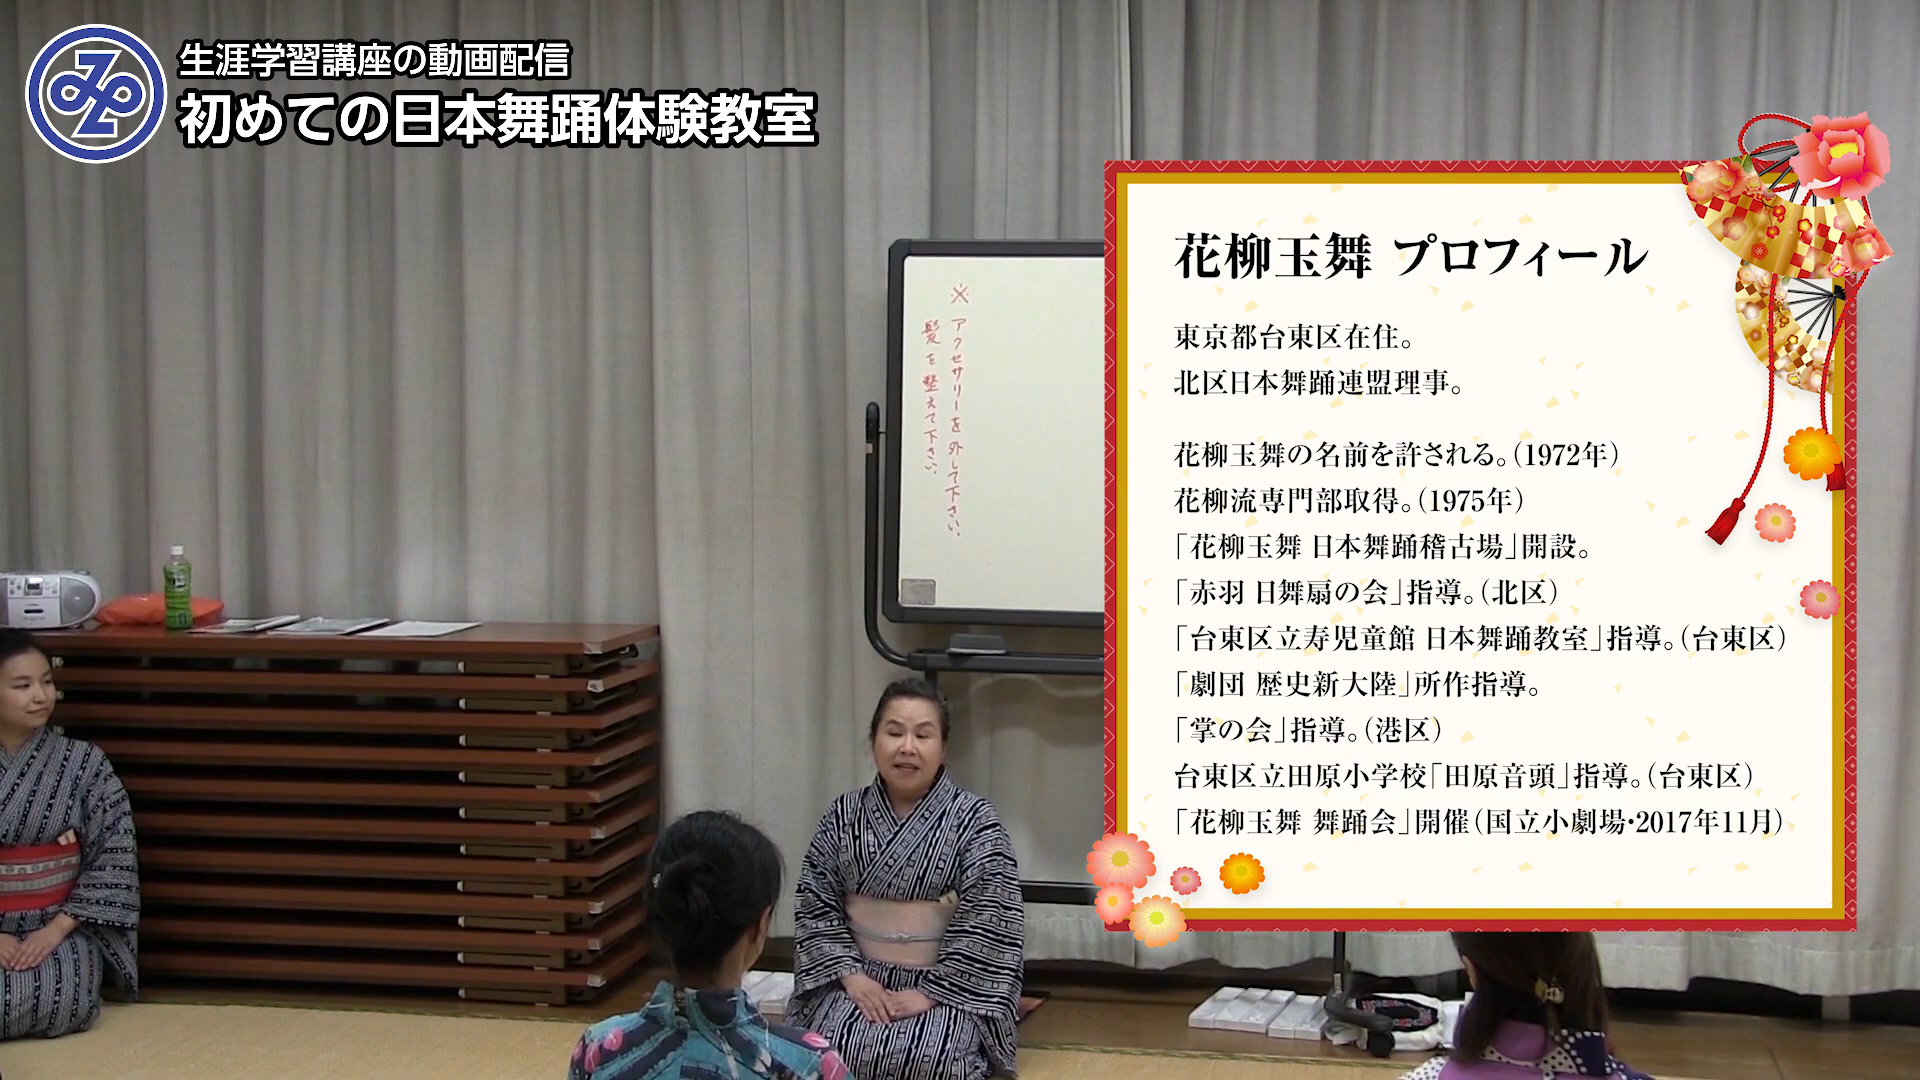 生涯学習講座の動画配信
初めての日本舞踊体験教室
※ アクセサリーを外して下さい。
髪を整えて下さい。
花柳玉舞 プロフィール
東京都台東区在住。
北区日本舞踊連盟理事。
花柳玉舞の名前を許される。(1972年)
花柳流専門部取得。(1975年)
「花柳玉舞 日本舞踊稽古場」開設。
「赤羽 日舞扇の会」指導。(北区)
「台東区立寿児童館 日本舞踊教室」指導。(台東区)
「劇団 歴史新大陸」所作指導。
「掌の会」指導。(港区)
台東区立田原小学校「田原音頭」指導。(台東区)
「花柳玉舞 舞踊会」開催(国立小劇場・2017年11月)